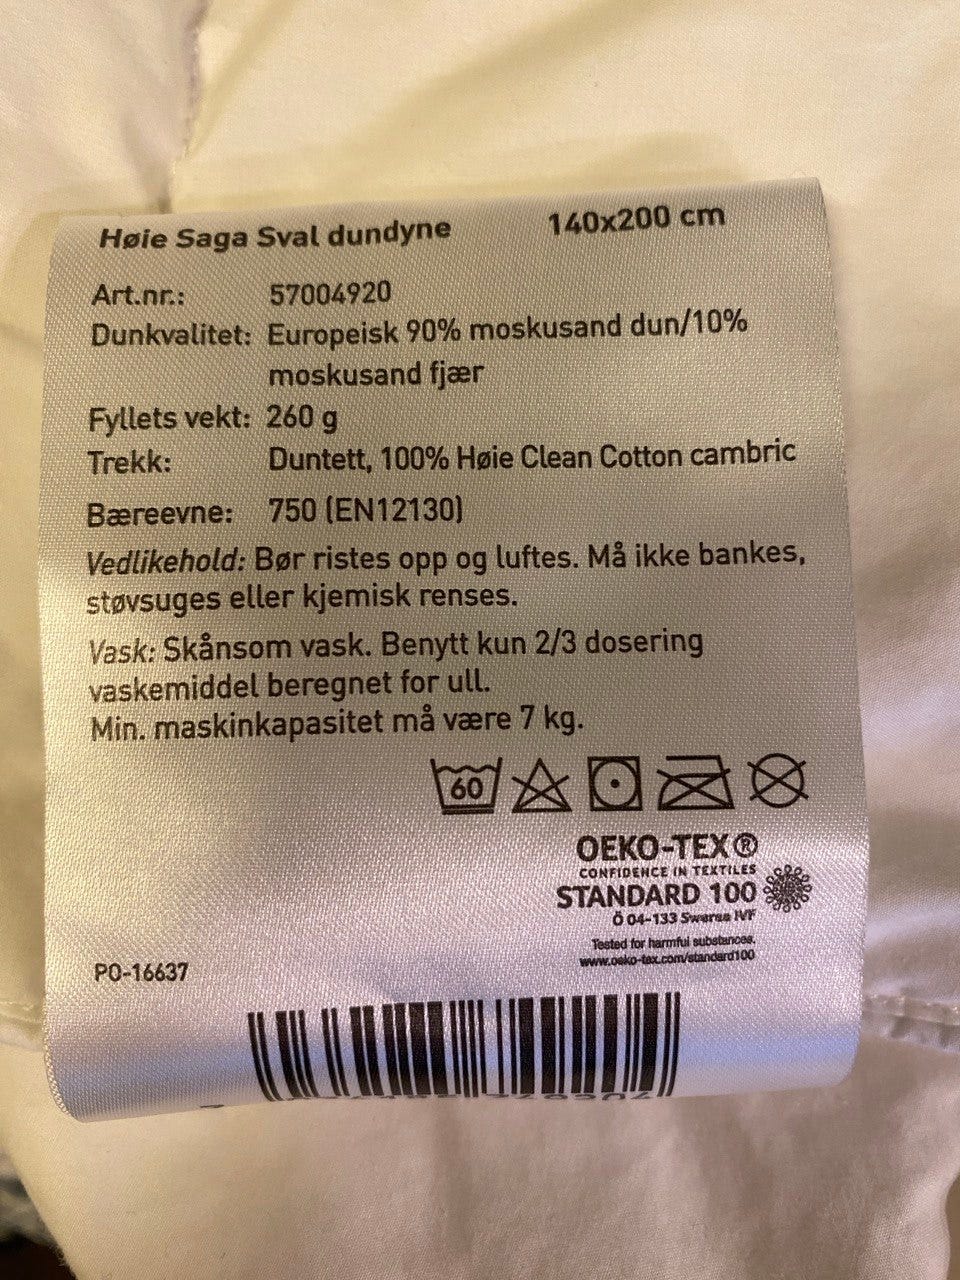 Høie Saga Sval dundyne 140x200 cm
Art.nr.: 57004920
Dunkvalitet: Europeisk 90% moskusand dun/10%
moskusand fjær
Fyllets vekt: 260 g
Trekk: Duntett, 100% Høie Clean Cotton cambric
Bæreevne: 750 (EN12130)
Vedlikehold: Bør ristes opp og luftes. Må ikke bankes,
støvsuges eller kjemisk renses.
Vask: Skånsom vask. Benytt kun 2/3 dosering
vaskemiddel beregnet for ull.
Min. maskinkapasitet må være 7 kg.
60
OEKO-TEX®
CONFIDENCE IN TEXTILES
STANDARD 100
Ö 04-133 Swerea IVF
Tested for harmful substances.
www.oeko-tex.com/standard100
PO-16637